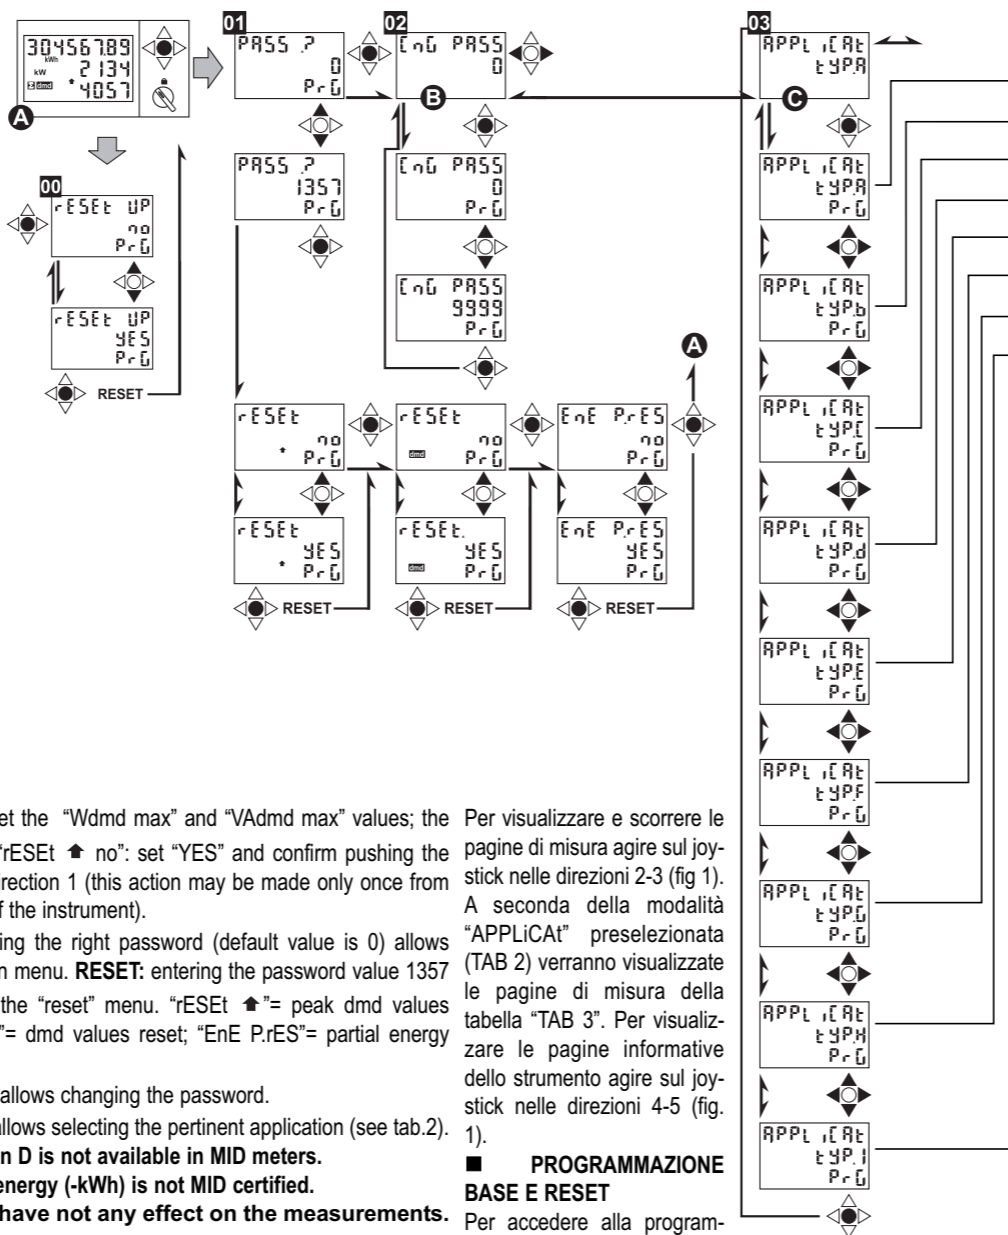 01
02
03
30456789
kWh
kW
2134
Σ dmd
4057
A
PASS ?
0
PrG
CnG PASS
0
B
APPLiCAt
tYP.A
C
PASS ?
1357
PrG
CnG PASS
0
PrG
APPLiCAt
tYP.A
PrG
00
rESEt UP
no
PrG
CnG PASS
9999
PrG
APPLiCAt
tYP.b
PrG
rESEt UP
YES
PrG
RESET
A
rESEt
no
PrG
rESEt
no
dmd PrG
EnE P.rES
no
PrG
APPLiCAt
tYP.C
PrG
rESEt
YES
PrG
rESEt.
YES
dmd PrG
EnE P.rES
YES
PrG
APPLiCAt
tYP.d
PrG
RESET
RESET
RESET
APPLiCAt
tYP.E
PrG
APPLiCAt
tYP.F
PrG
APPLiCAt
tYP.G
PrG
APPLiCAt
tYP.H
PrG
APPLiCAt
tYP.I
PrG
et the “Wdmd max” and “VAdmd max” values; the
“rESEt 🠭 no”: set “YES” and confirm pushing the
irection 1 (this action may be made only once from
f the instrument).
ing the right password (default value is 0) allows
n menu. RESET: entering the password value 1357
the “reset” menu. “rESEt 🠭”= peak dmd values
”= dmd values reset; “EnE P.rES”= partial energy
allows changing the password.
allows selecting the pertinent application (see tab.2).
n D is not available in MID meters.
energy (-kWh) is not MID certified.
have not any effect on the measurements.
Per visualizzare e scorrere le
pagine di misura agire sul joy-
stick nelle direzioni 2-3 (fig 1).
A seconda della modalità
“APPLiCAt” preselezionata
(TAB 2) verranno visualizzate
le pagine di misura della
tabella “TAB 3”. Per visualiz-
zare le pagine informative
dello strumento agire sul joy-
stick nelle direzioni 4-5 (fig.
1).
■ PROGRAMMAZIONE
BASE E RESET
Per accedere alla program-